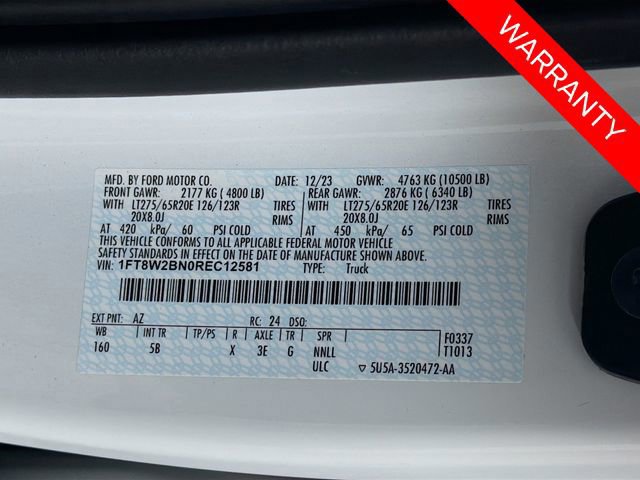 WARRANTY
MFD. BY FORD MOTOR CO. DATE: 12/23 GVWR: 4763 KG (10500 LB)
FRONT GAWR: 2177 KG ( 4800 LB) REAR GAWR: 2876 KG ( 6340 LB)
WITH LT275/65R20E 126/123R TIRES WITH LT275/65R20E 126/123R TIRES
20X8.0J RIMS 20X8.0J RIMS
AT 420 kPa/ 60 PSI COLD AT 450 kPa/ 65 PSI COLD
THIS VEHICLE CONFORMS TO ALL APPLICABLE FEDERAL MOTOR VEHICLE
SAFETY STANDARDS IN EFFECT ON THE DATE OF MANUFACTURE SHOWN ABOVE.
VIN: 1FT8W2BN0REC12581 TYPE: Truck
EXT PNT: AZ RC: 24 DSO:
WB INT TR TP/PS R AXLE TR SPR F0337
160 5B X 3E G NNLL T1013
ULC 5U5A-3520472-AA